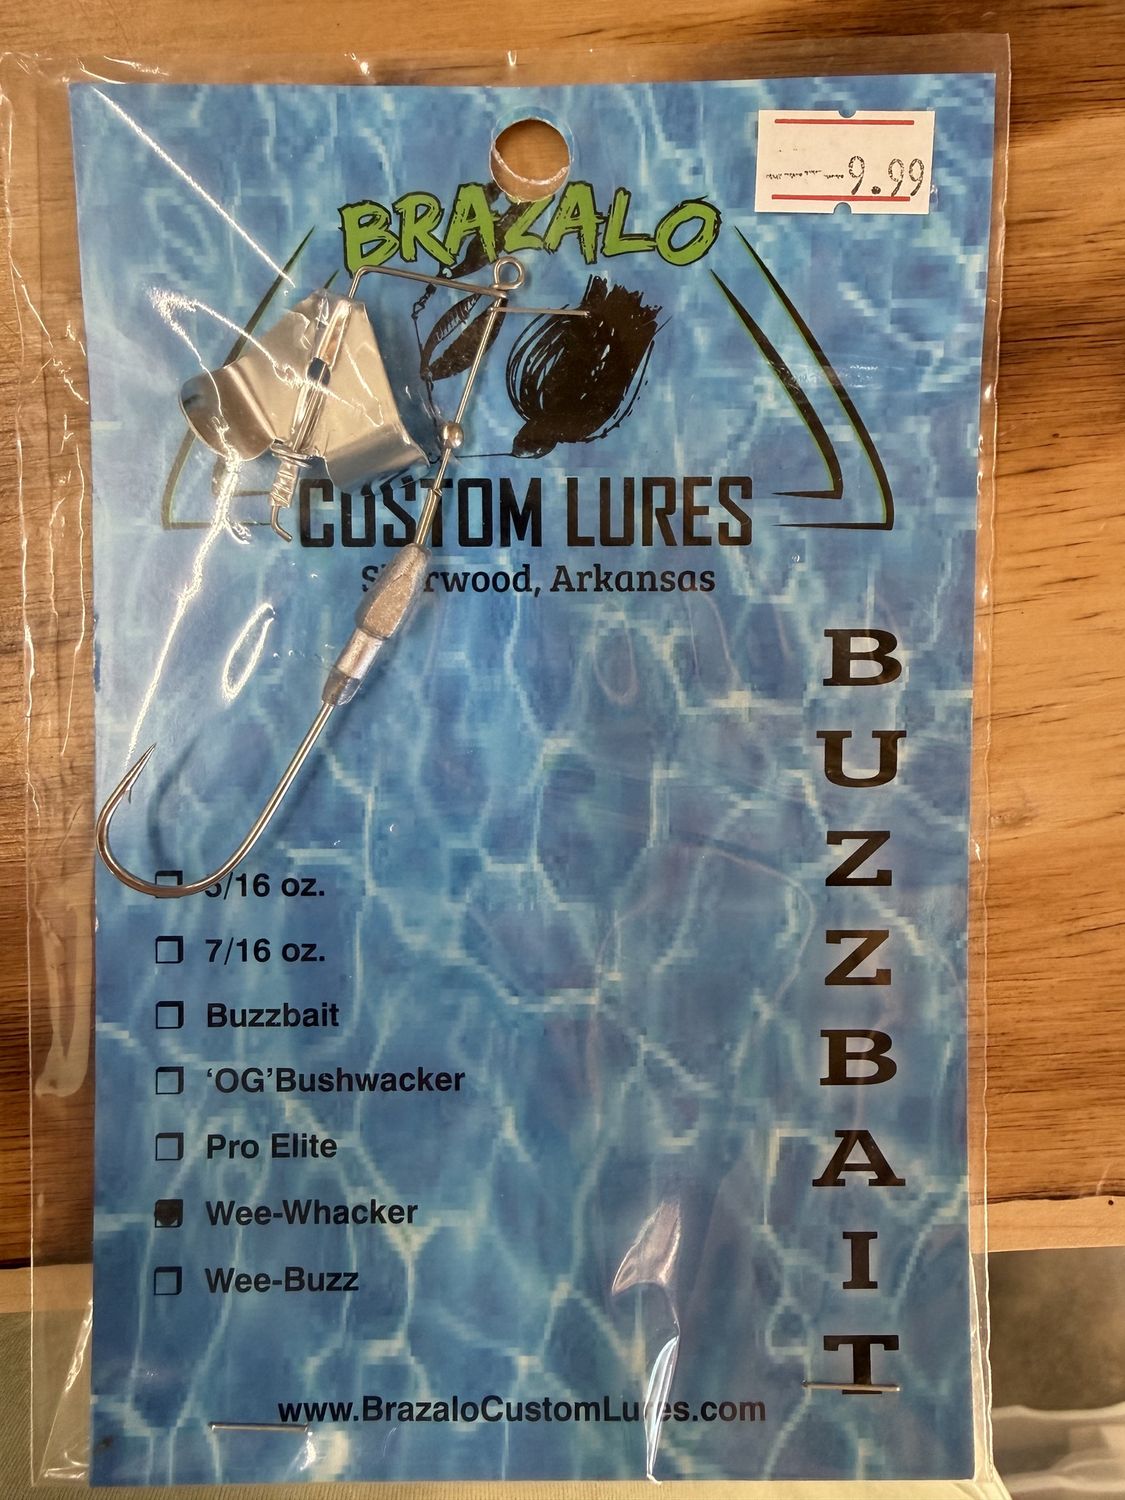 9.99
BRAZALO
CUSTOM LURES
Arkansas
BUZZBAIT
/16 oz.
7/16 oz.
Buzzbait
‘OG’Bushwacker
Pro Elite
Wee-Whacker
Wee-Buzz
www.BrazaloCustomLures.com